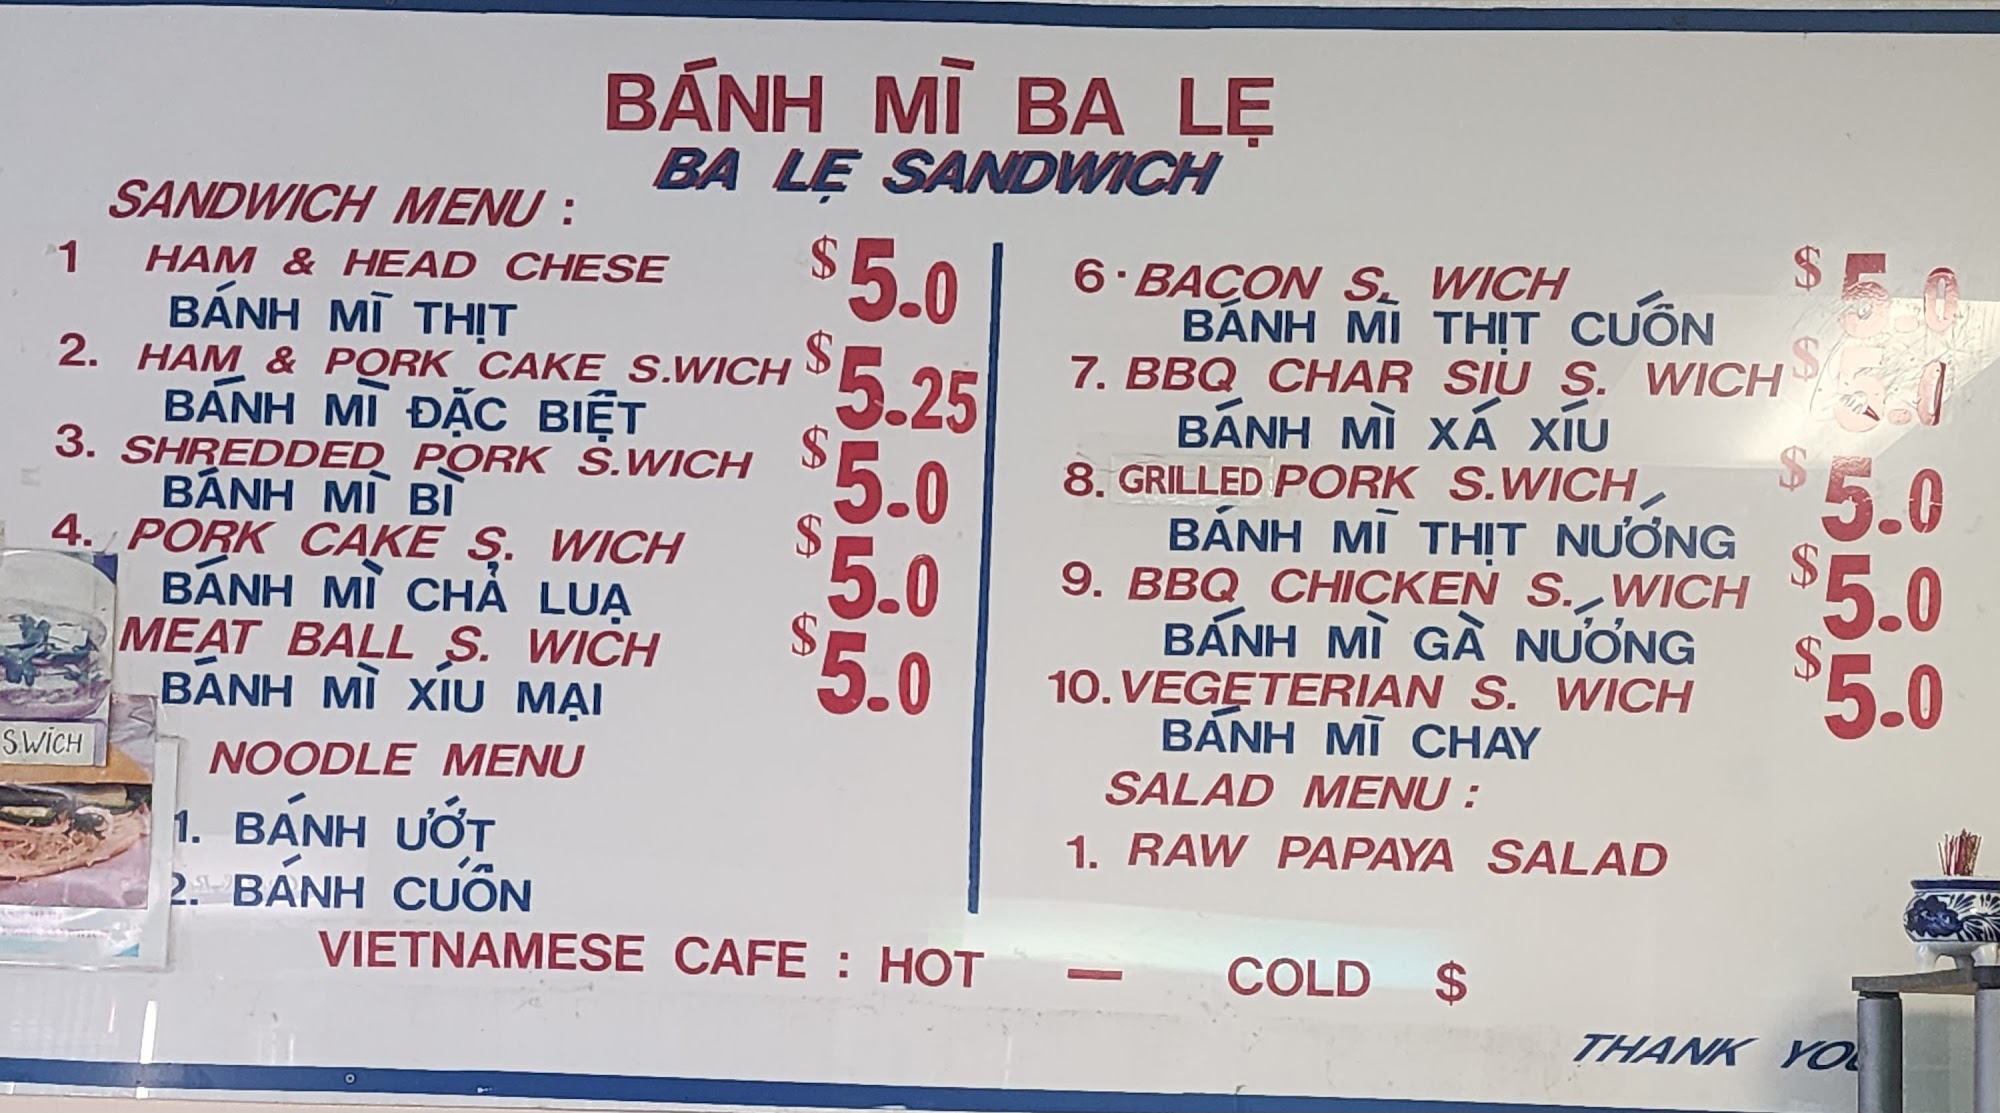 BÁNH MÌ BA LẸ
BA LẸ SANDWICH
SANDWICH MENU :
1 HAM & HEAD CHESE $5.0
BÁNH MÌ THỊT
2. HAM & PORK CAKE S.WICH $5.25
BÁNH MÌ ĐẶC BIỆT
3. SHREDDED PORK S.WICH $5.0
BÁNH MÌ BÌ
4. PORK CAKE S. WICH $5.0
BÁNH MÌ CHẢ LUẠ
MEAT BALL S. WICH $5.0
BÁNH MÌ XÍU MẠI
S.WICH
NOODLE MENU
1. BÁNH ƯỚT
2. BÁNH CUỐN
6. BACON S. WICH $5.0
BÁNH MÌ THỊT CUỐN
7. BBQ CHAR SIU S. WICH $5.0
BÁNH MÌ XÁ XÍU
8. GRILLED PORK S.WICH $5.0
BÁNH MÌ THỊT NƯỚNG
9. BBQ CHICKEN S. WICH $5.0
BÁNH MÌ GÀ NƯỚNG
10. VEGETERIAN S. WICH $5.0
BÁNH MÌ CHAY
SALAD MENU :
1. RAW PAPAYA SALAD
VIETNAMESE CAFE : HOT — COLD $
THANK YOU